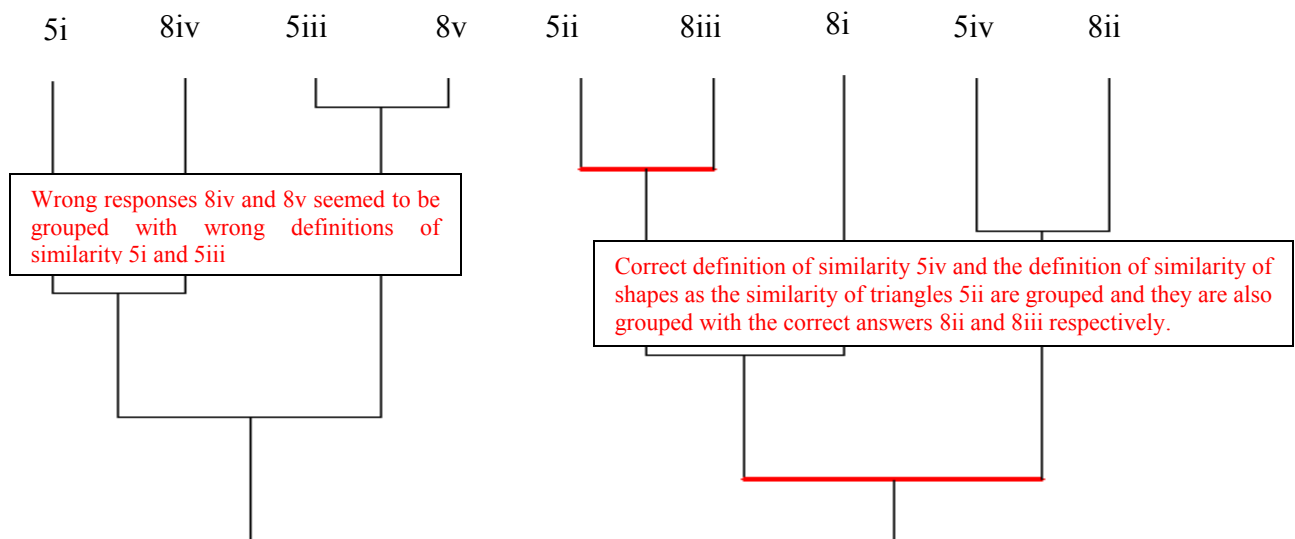 5i 8iv 5iii 8v 5ii 8iii 8i 5iv 8ii
Wrong responses 8iv and 8v seemed to be
grouped with wrong definitions of
similarity 5i and 5iii
Correct definition of similarity 5iv and the definition of similarity of
shapes as the similarity of triangles 5ii are grouped and they are also
grouped with the correct answers 8ii and 8iii respectively.